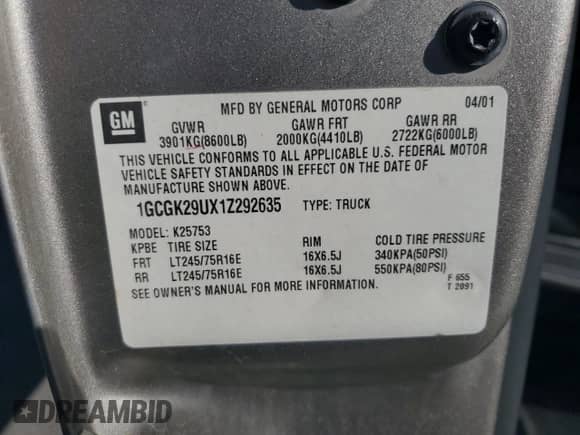 GM
MFD BY GENERAL MOTORS CORP 04/01
GVWR GAWR FRT GAWR RR
3901KG(8600LB) 2000KG(4410LB) 2722KG(6000LB)
THIS VEHICLE CONFORMS TO ALL APPLICABLE U.S. FEDERAL MOTOR
VEHICLE SAFETY STANDARDS IN EFFECT ON THE DATE OF
MANUFACTURE SHOWN ABOVE.
1GCGK29UX1Z292635 TYPE: TRUCK
MODEL: K25753
KPBE TIRE SIZE RIM COLD TIRE PRESSURE
FRT LT245/75R16E 16X6.5J 340KPA(50PSI)
RR LT245/75R16E 16X6.5J 550KPA(80PSI)
SEE OWNER'S MANUAL FOR MORE INFORMATION.
F 655
T 2091
DREAMBID